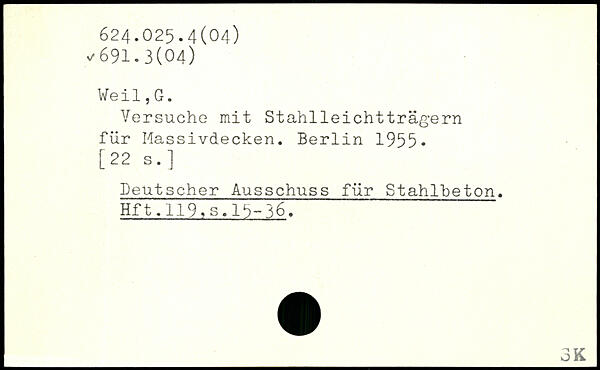 624.025.4(04)
✓691.3(04)
Weil,G.
Versuche mit Stahlleichtträgern
für Massivdecken. Berlin 1955.
[22 s.]
Deutscher Ausschuss für Stahlbeton.
Hft.119,s.15-36.
SK